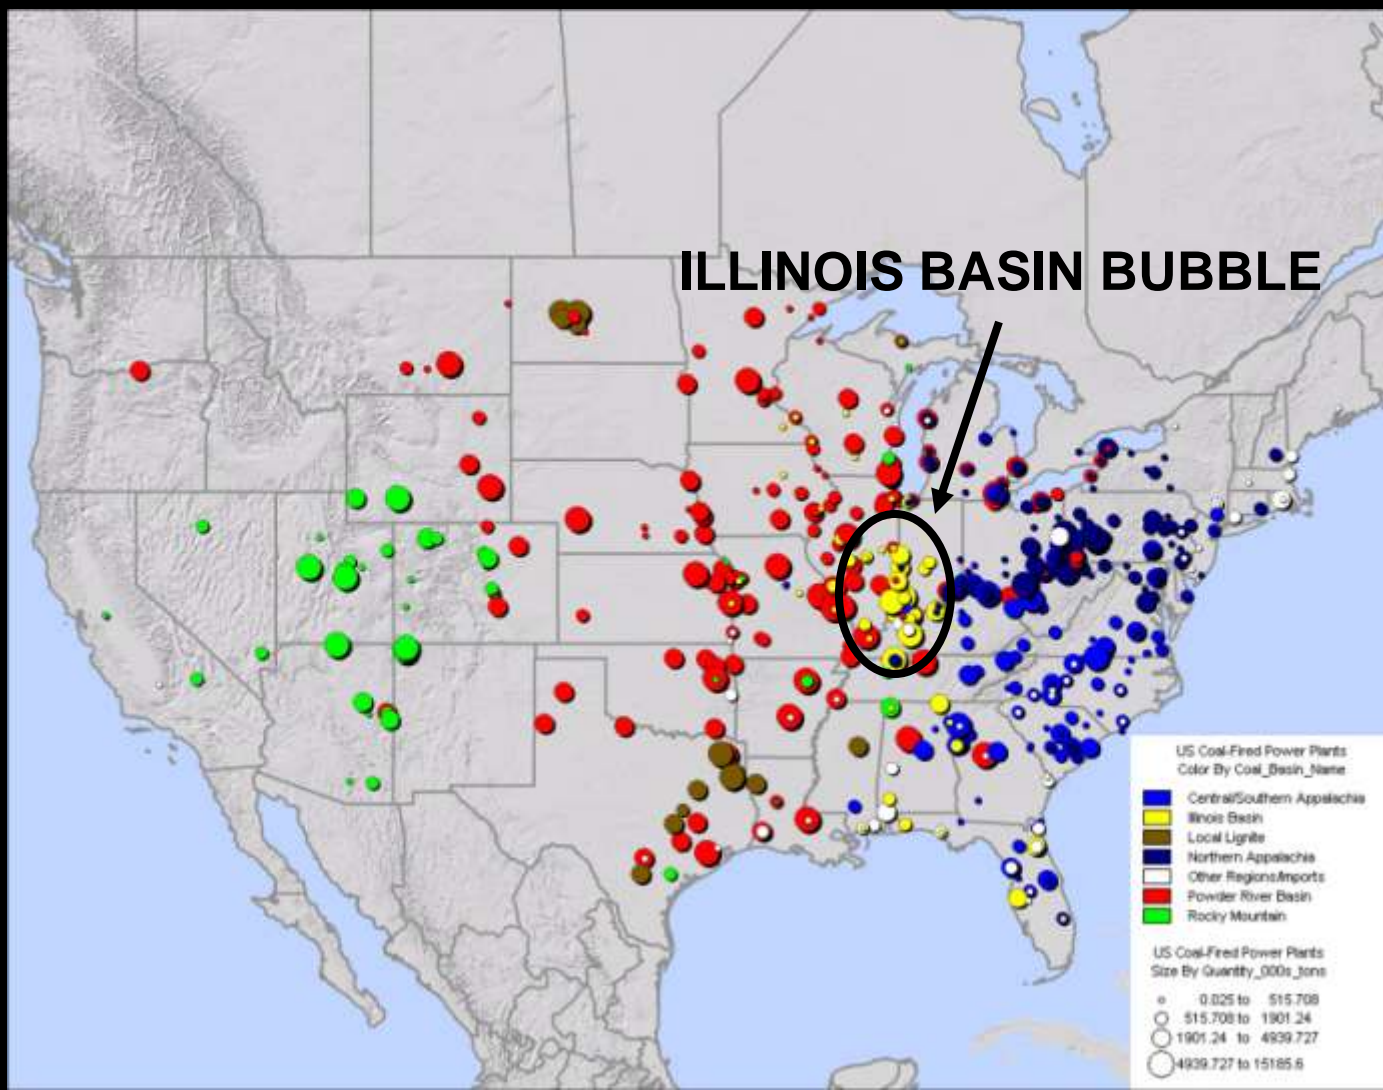 ILLINOIS BASIN BUBBLE
US Coal-Fired Power Plants
Color By Coal_Basin_Name
Central/Southern Appalachia
Illinois Basin
Local Lignite
Northern Appalachia
Other Regions/Imports
Powder River Basin
Rocky Mountain
US Coal-Fired Power Plants
Size By Quantity_000s_tons
0.025 to 515.708
515.708 to 1901.24
1901.24 to 4939.727
4939.727 to 15185.6